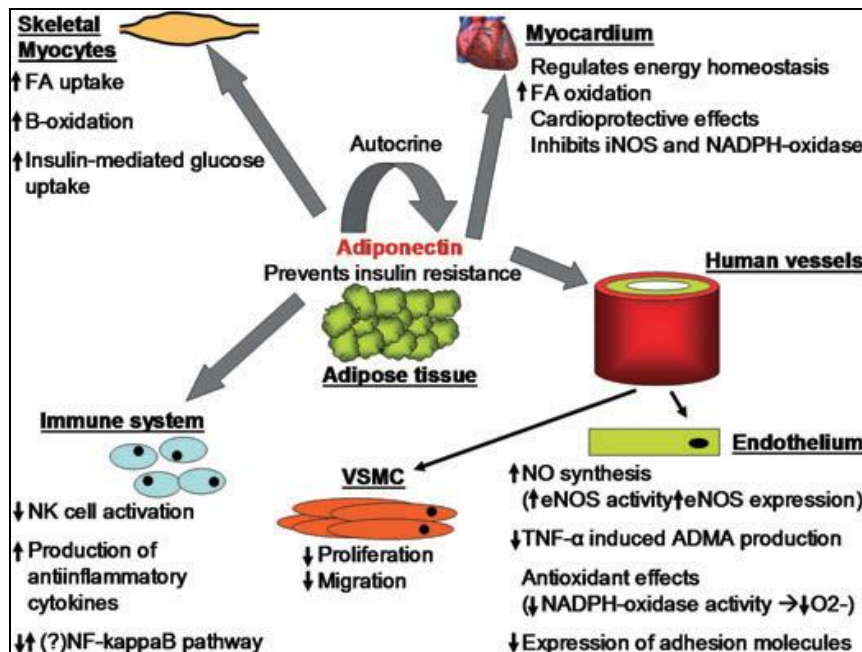 Skeletal
Myocytes
↑FA uptake
↑B-oxidation
↑Insulin-mediated glucose
uptake
Myocardium
Regulates energy homeostasis
↑FA oxidation
Cardioprotective effects
Inhibits iNOS and NADPH-oxidase
Autocrine
Adiponectin
Prevents insulin resistance
Adipose tissue
Human vessels
Immune system
↓NK cell activation
↑Production of
antiinflammatory
cytokines
↓↑(?)NF-kappaB pathway
VSMC
↓Proliferation
↓Migration
Endothelium
↑NO synthesis
(↑eNOS activity↑eNOS expression)
↓TNF-α induced ADMA production
Antioxidant effects
(↓NADPH-oxidase activity →↓O2-)
↓Expression of adhesion molecules